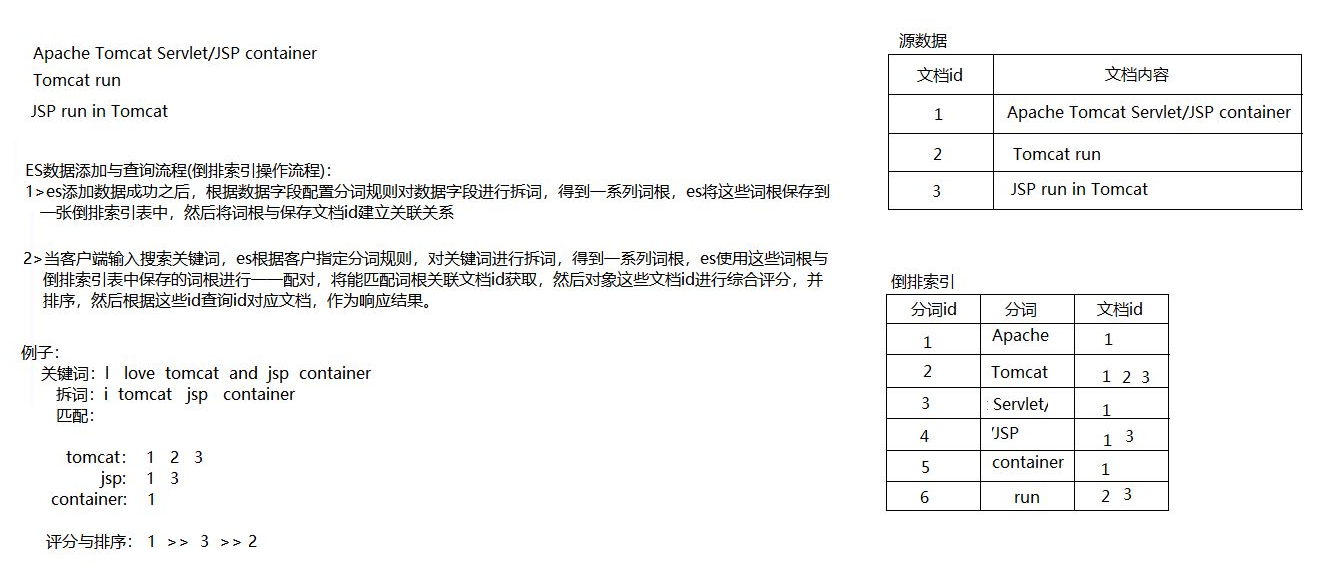 Apache Tomcat Servlet/JSP container
Tomcat run
JSP run in Tomcat
ES数据添加与查询流程(倒排索引操作流程)：
1>es添加数据成功之后，根据数据字段配置分词规则对数据字段进行拆词，得到一系列词根，es将这些词根保存到
一张倒排索引表中，然后将词根与保存文档id建立关联关系
2>当客户端输入搜索关键词，es根据客户指定分词规则，对关键词进行拆词，得到一系列词根，es使用这些词根与
倒排索引表中保存的词根进行一一配对，将能匹配词根关联文档id获取，然后对象这些文档id进行综合评分，并
排序，然后根据这些id查询id对应文档，作为响应结果。
例子：
关键词：I love tomcat and jsp container
拆词：i tomcat jsp container
匹配：
tomcat： 1 2 3
jsp: 1 3
container: 1
评分与排序： 1 >> 3 >> 2
源数据
文档id 文档内容
1 Apache Tomcat Servlet/JSP container
2 Tomcat run
3 JSP run in Tomcat
倒排索引
分词id 分词 文档id
1 Apache 1
2 Tomcat 1 2 3
3 Servlet/ 1
4 /JSP 1 3
5 container 1
6 run 2 3